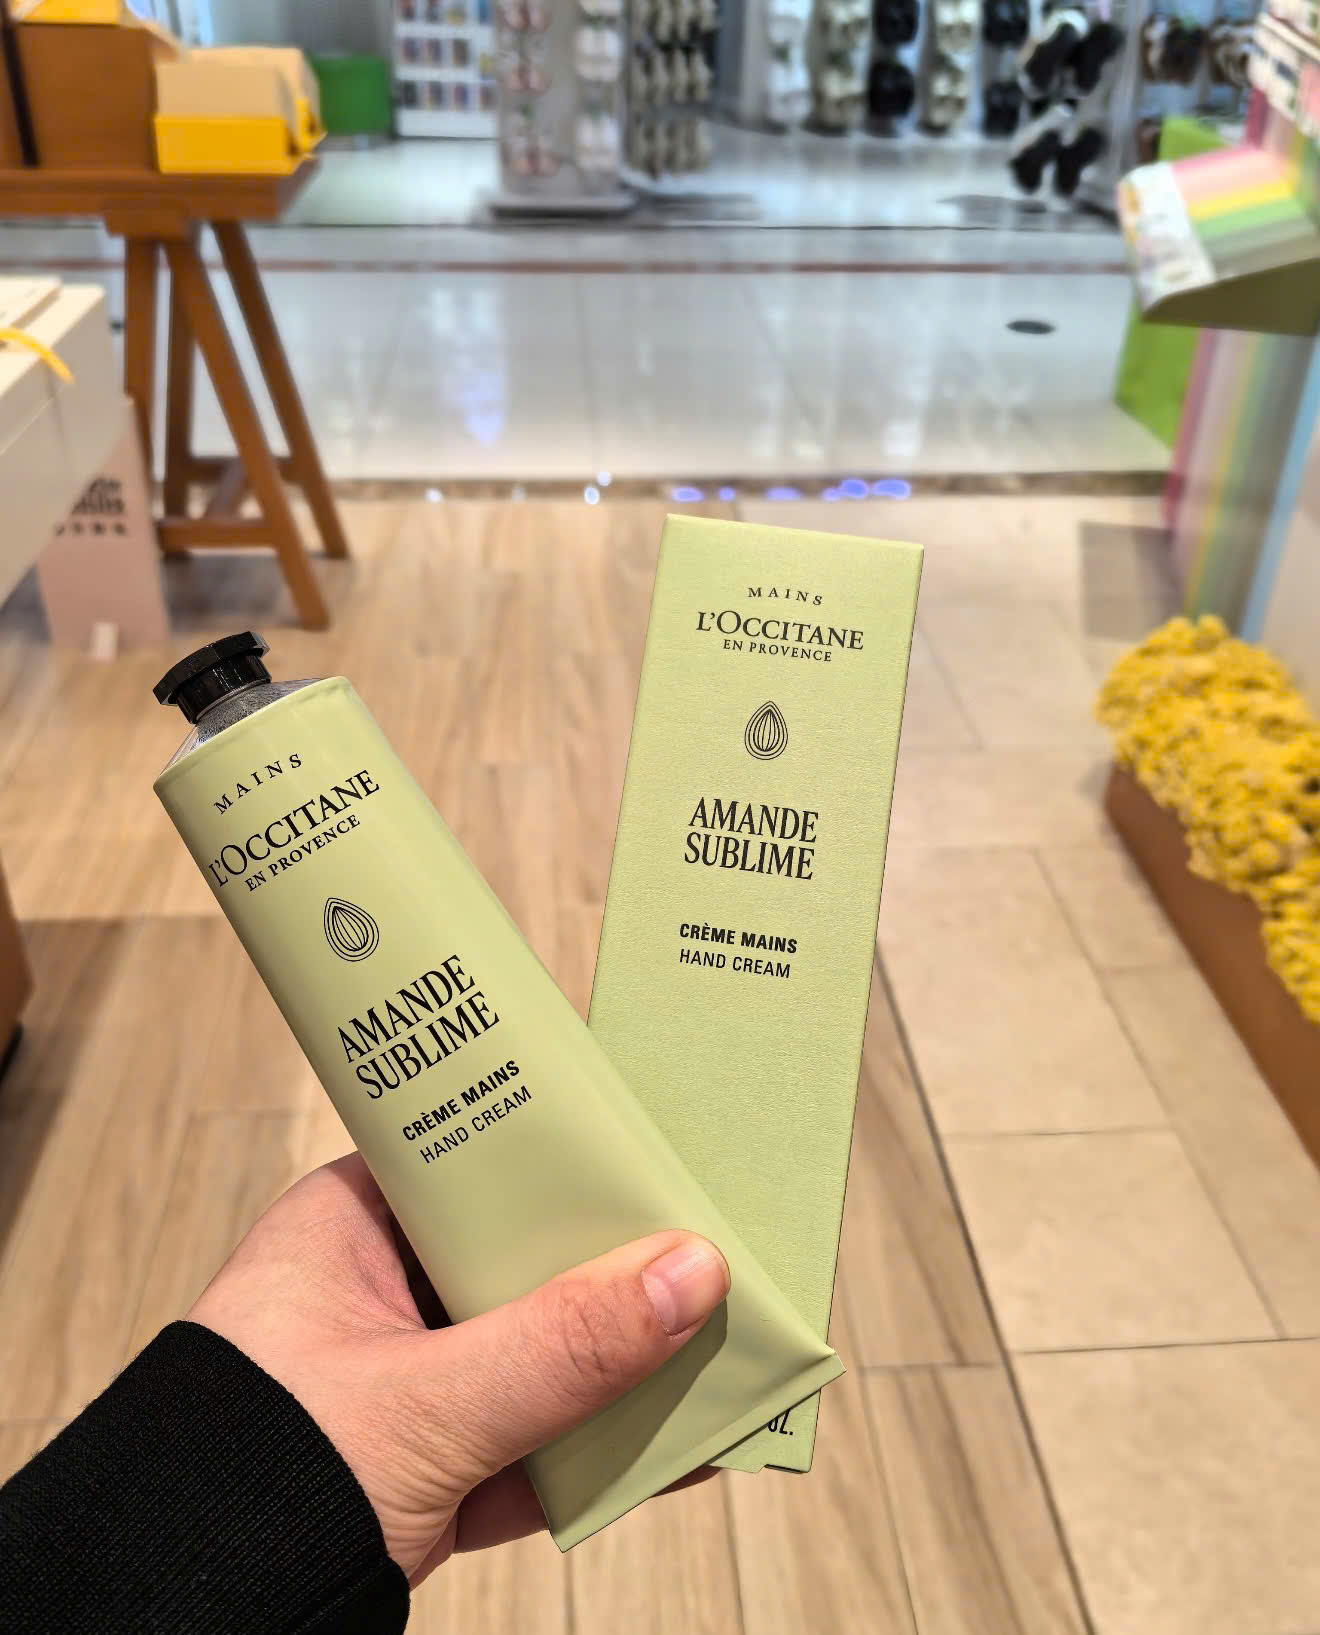 MAINS
L'OCCITANE
EN PROVENCE
AMANDE
SUBLIME
CRÈME MAINS
HAND CREAM
MAINS
L'OCCITANE
EN PROVENCE
AMANDE
SUBLIME
CRÈME MAINS
HAND CREAM
OZ.